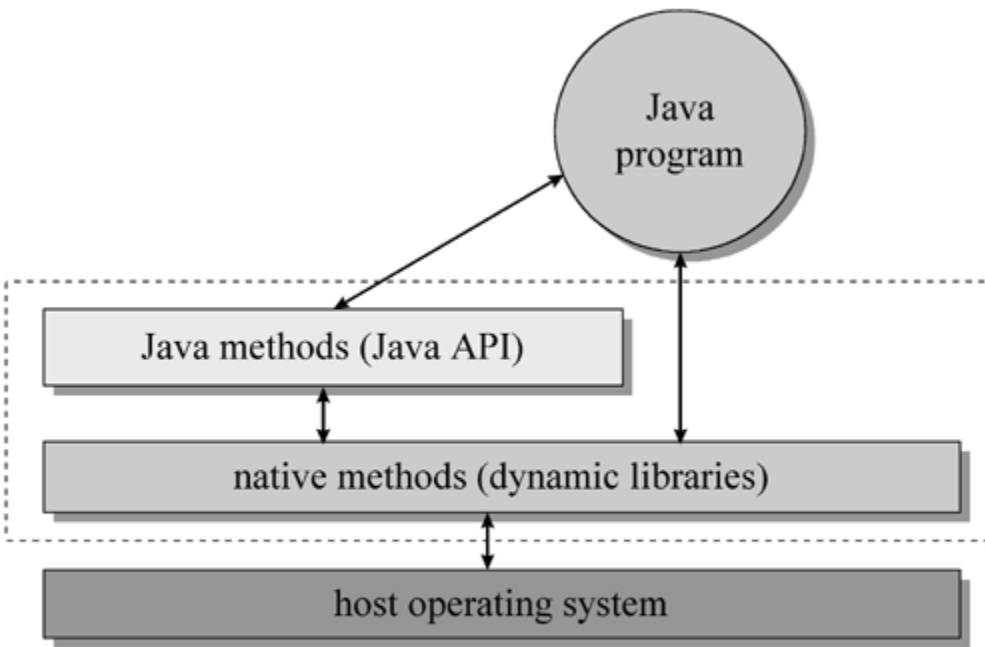 Java
program
Java methods (Java API)
native methods (dynamic libraries)
host operating system